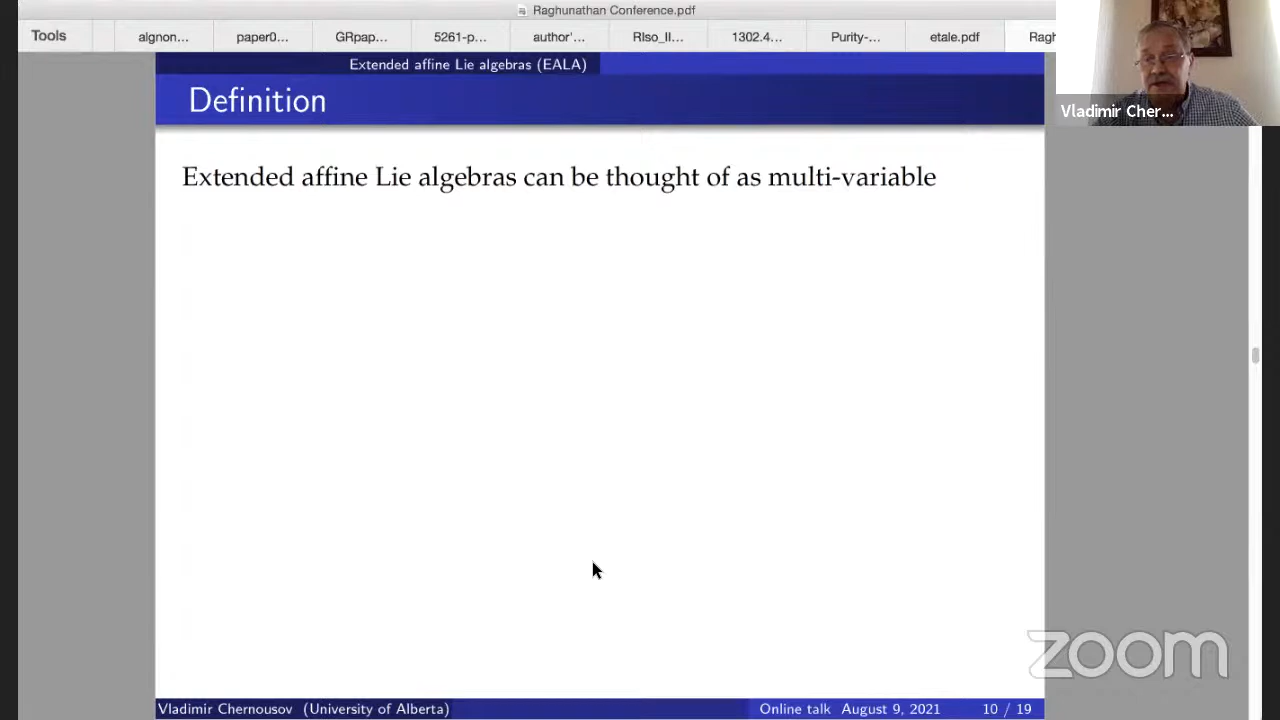 Raghunathan Conference.pdf
Tools
algnon...
paper0...
GRpap...
5261-p...
author'...
RIso_II...
1302.4...
Purity-...
etale.pdf
Ragh
Extended affine Lie algebras (EALA)
Definition
Vladimir Cher...
Extended affine Lie algebras can be thought of as multi-variable
zoom
Vladimir Chernousov (University of Alberta)
Online talk August 9, 2021
10 / 19